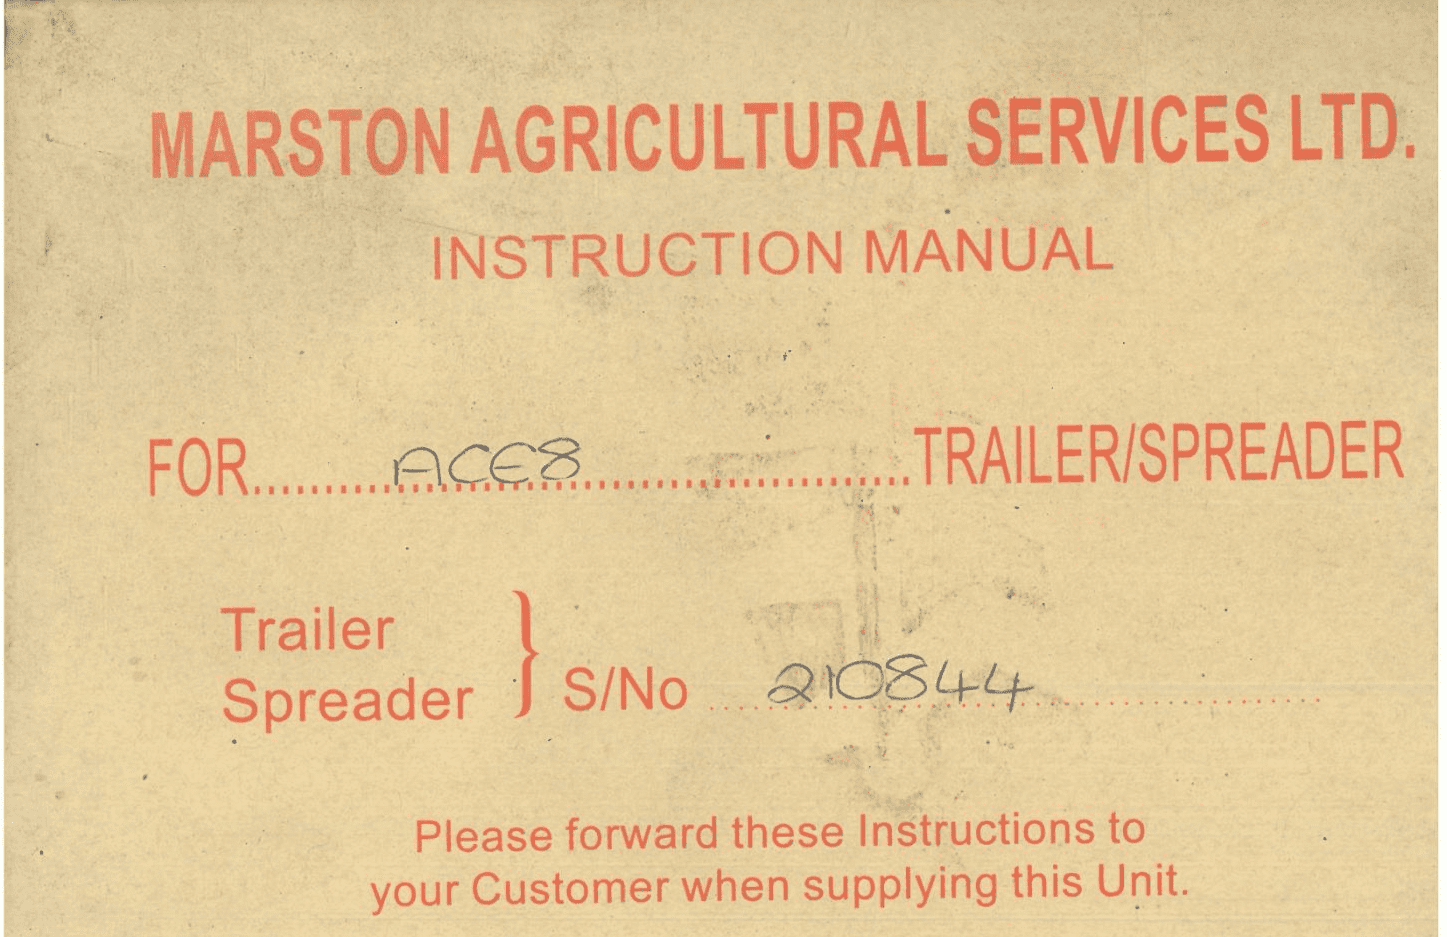 MARSTON AGRICULTURAL SERVICES LTD.
INSTRUCTION MANUAL
FOR.......ACE8.......TRAILER/SPREADER
Trailer
Spreader } S/No ...210844...
Please forward these Instructions to
your Customer when supplying this Unit.